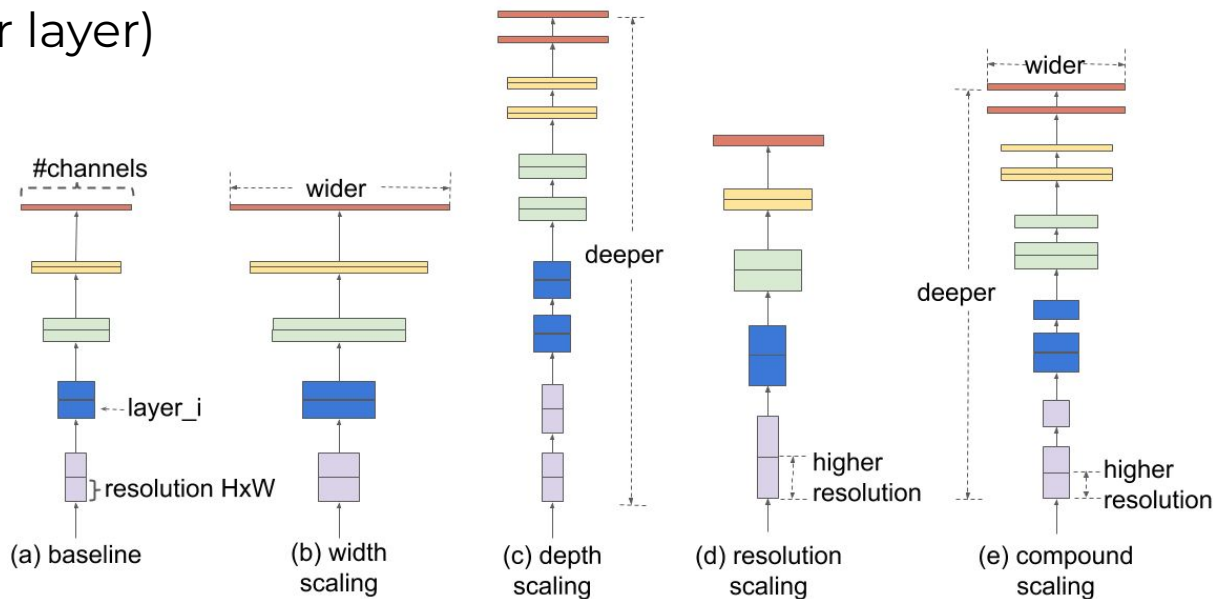 r layer)
#channels
layer_i
resolution HxW
(a) baseline
wider
(b) width
scaling
deeper
(c) depth
scaling
higher
resolution
(d) resolution
scaling
wider
deeper
higher
resolution
(e) compound
scaling